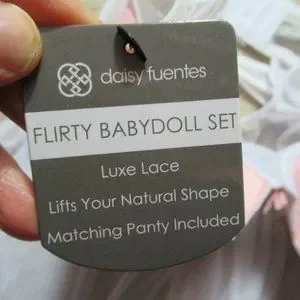 daisy fuentes
FLIRTY BABYDOLL SET
Luxe Lace
Lifts Your Natural Shape
Matching Panty Included